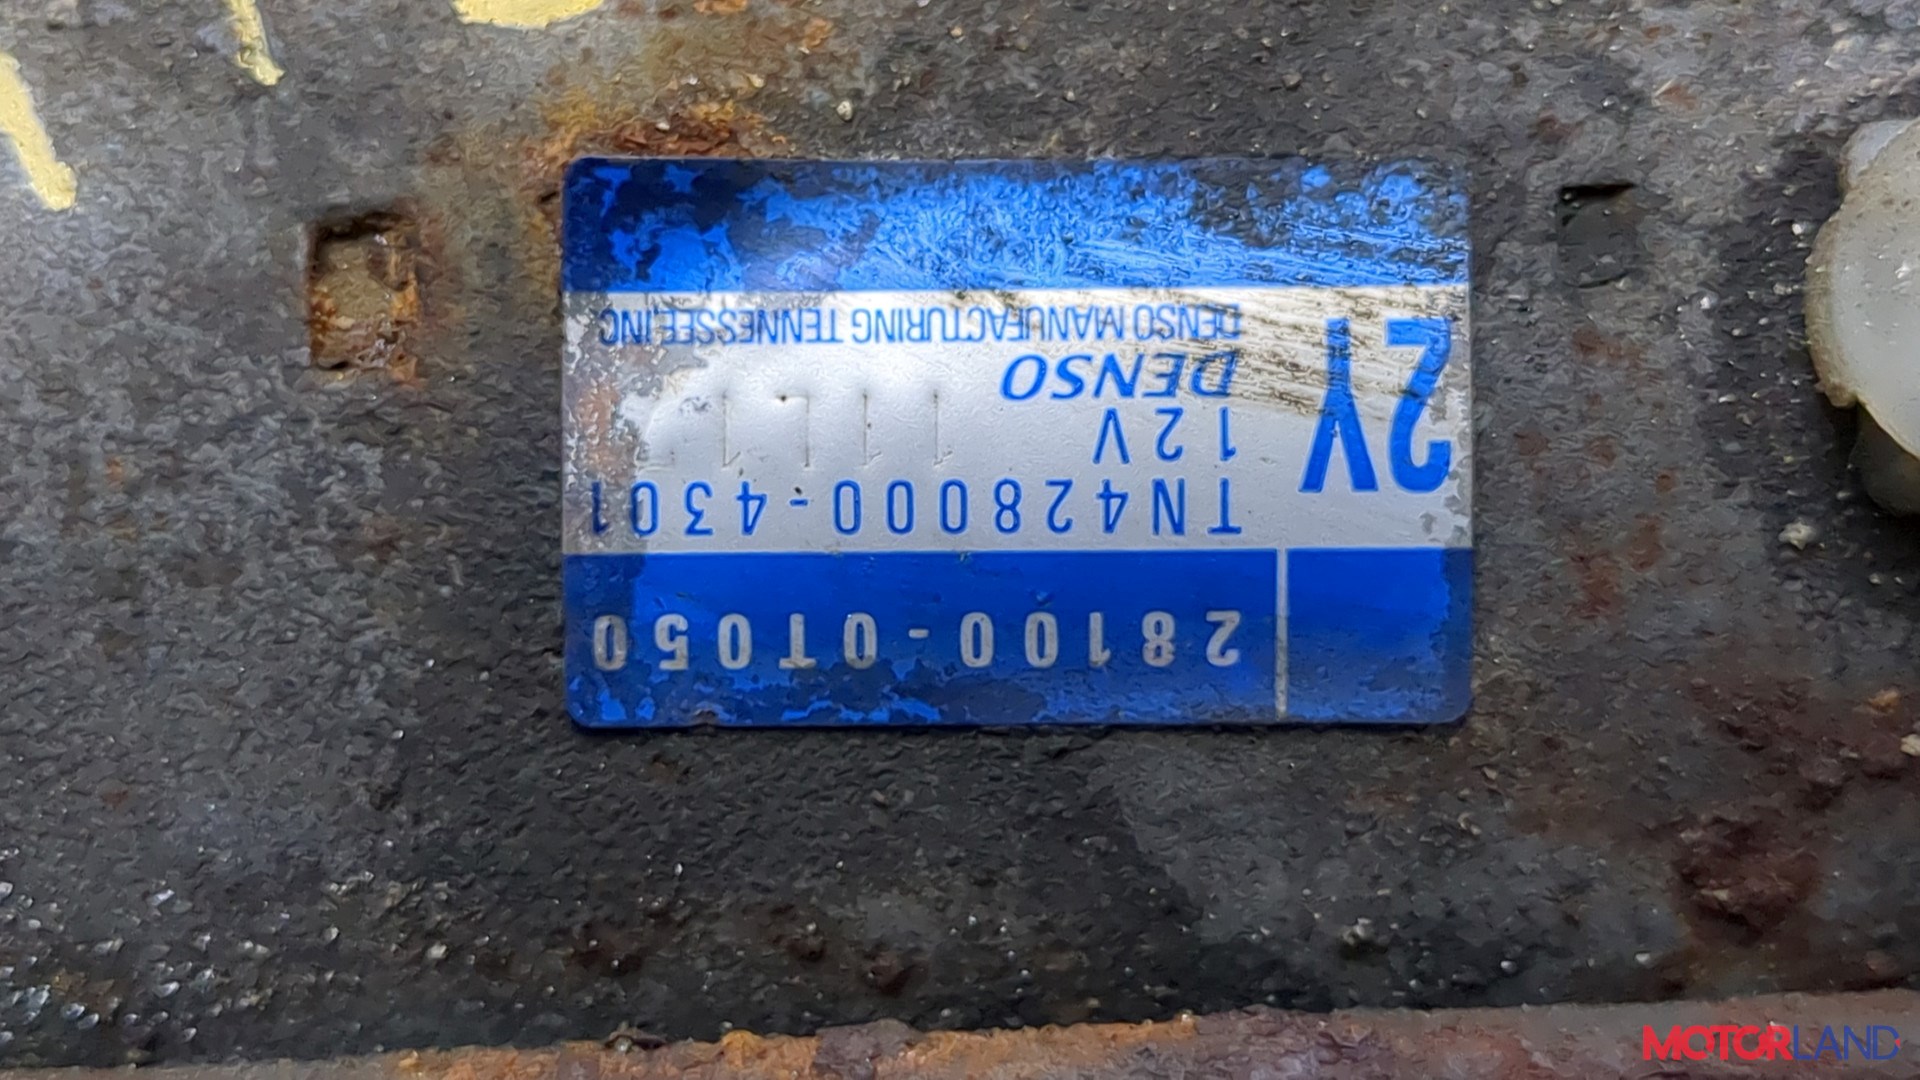 28100-0T050
TN428000-4301
2Y
12V
DENSO
DENSO MANUFACTURING TENNESSEE,INC
MOTORLAND